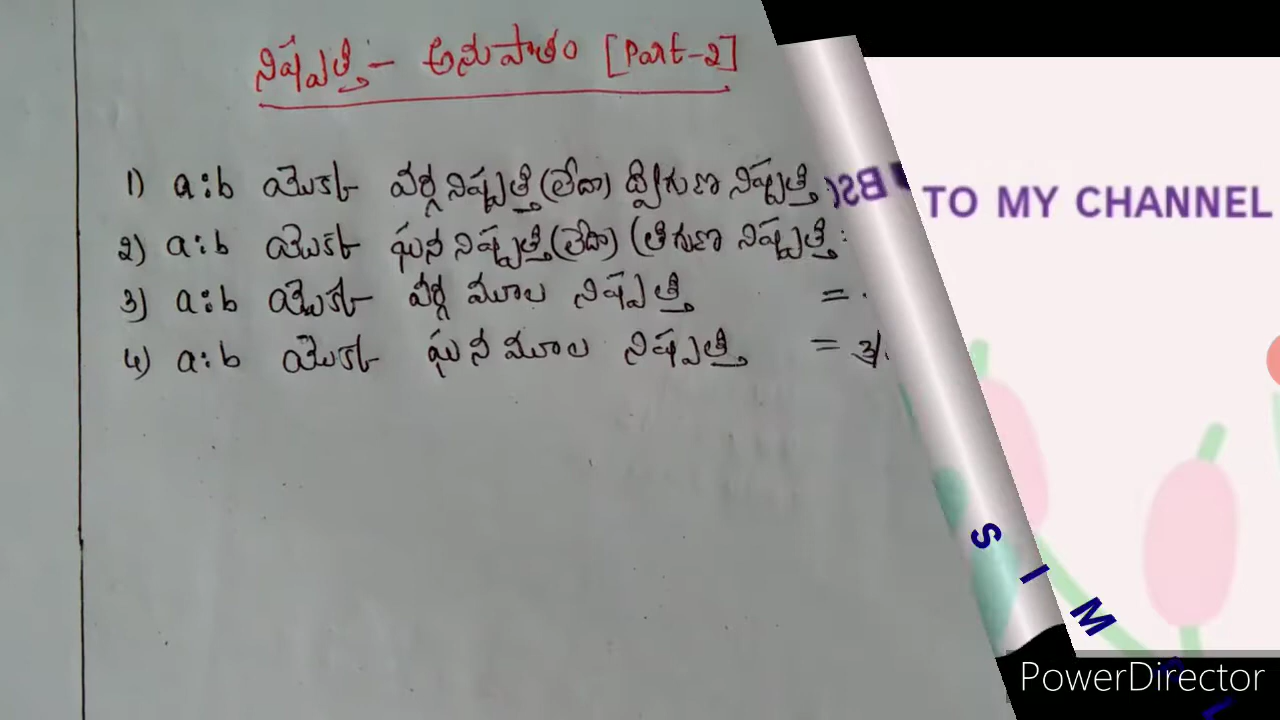 నిష్పత్తి - అనుపాతం [Part-2]
1) a:b యొక్క వర్గ నిష్పత్తి (లేదా) ద్విగుణ నిష్పత్తి
2) a:b యొక్క ఘన నిష్పత్తి (లేదా) త్రిగుణ నిష్పత్తి
3) a:b యొక్క వర్గ మూల నిష్పత్తి =
4) a:b యొక్క ఘన మూల నిష్పత్తి = 3
TO MY CHANNEL
S I M
PowerDirector